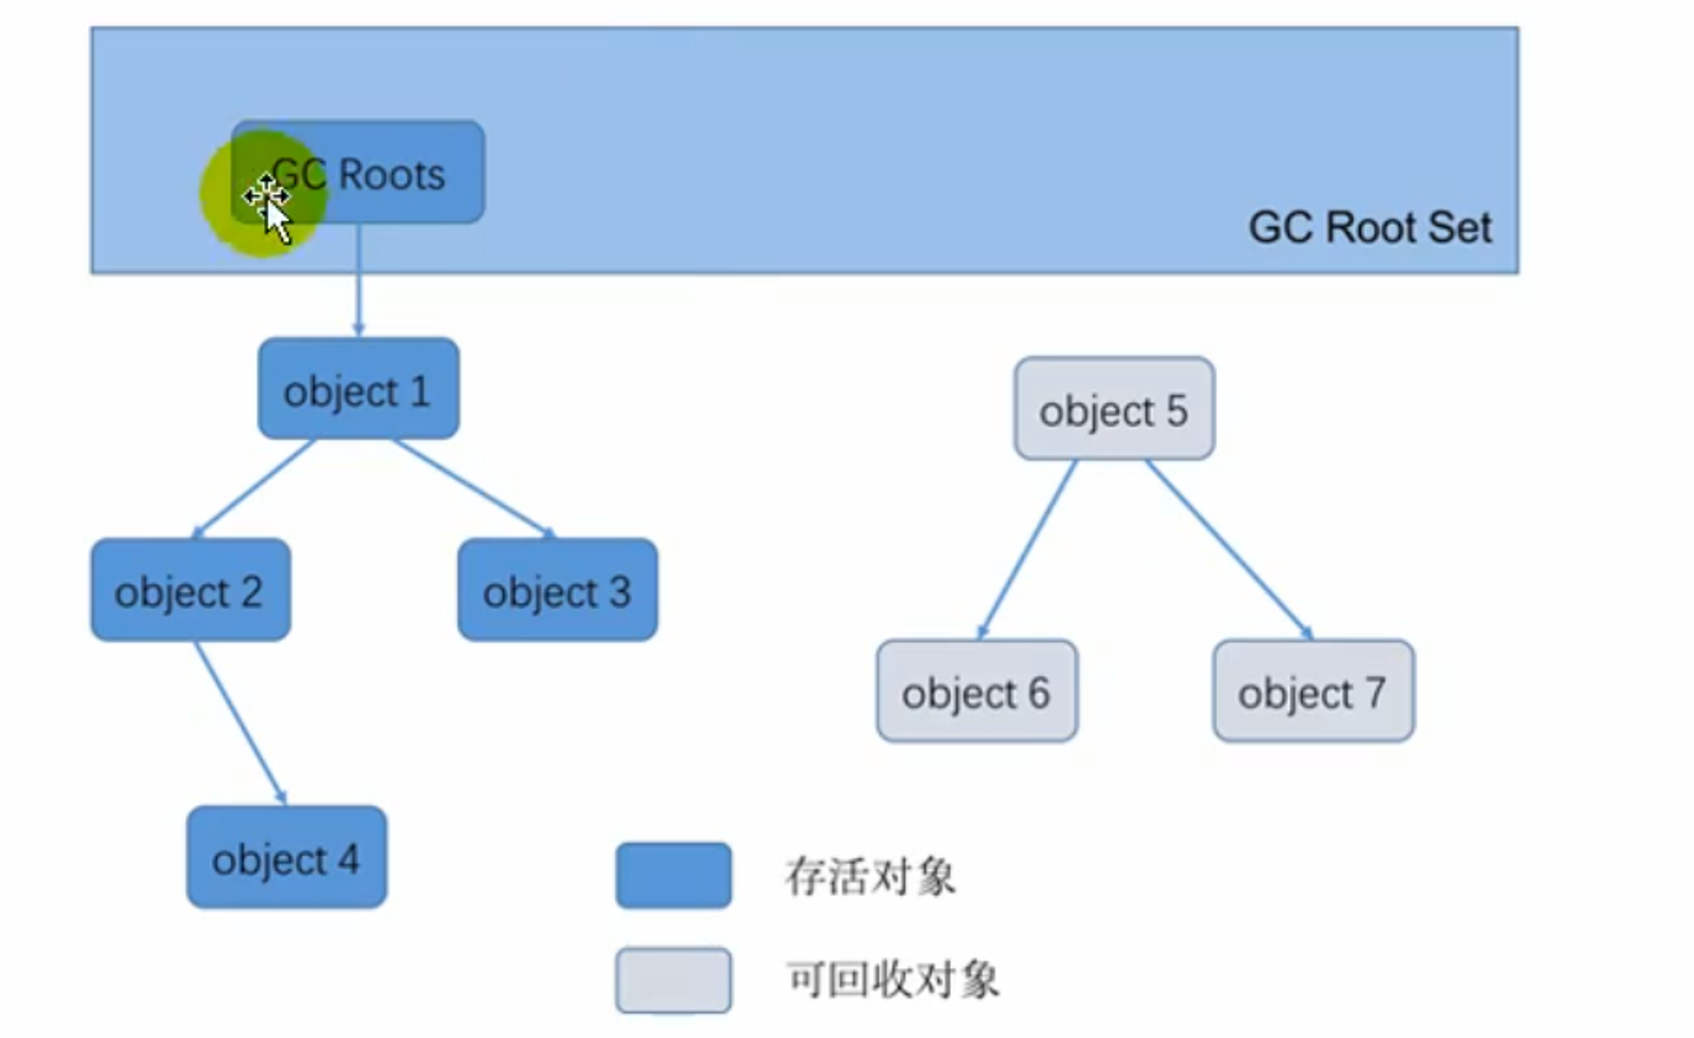 GC Roots
GC Root Set
object 1
object 5
object 2
object 3
object 6
object 7
object 4
存活对象
可回收对象